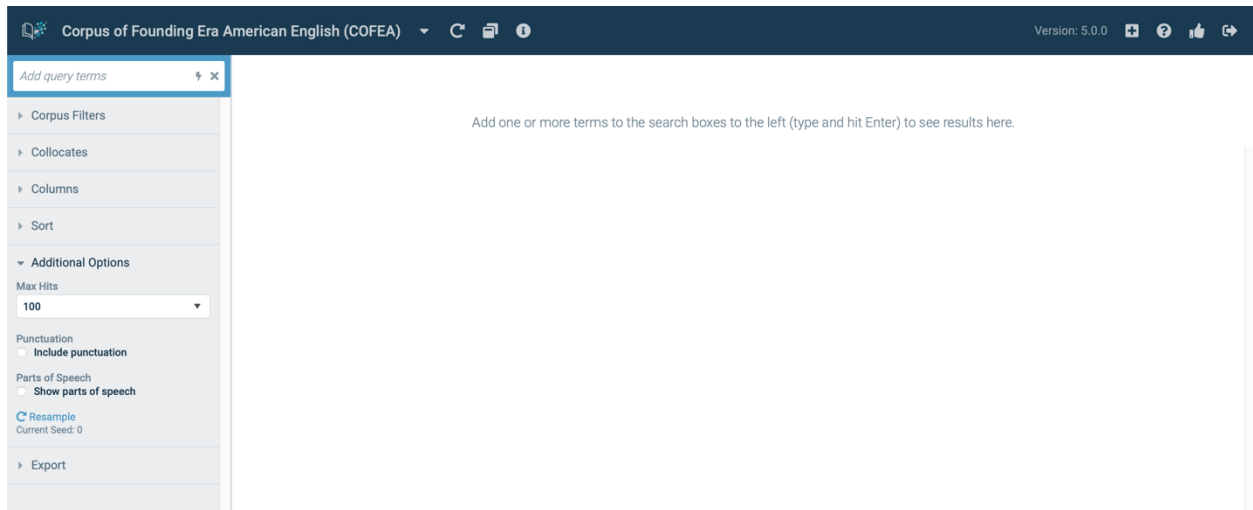 Corpus of Founding Era American English (COFEA)
Version: 5.0.0
Add query terms
Corpus Filters
Collocates
Columns
Sort
Additional Options
Max Hits
100
Punctuation
Include punctuation
Parts of Speech
Show parts of speech
Resample
Current Seed: 0
Export
Add one or more terms to the search boxes to the left (type and hit Enter) to see results here.